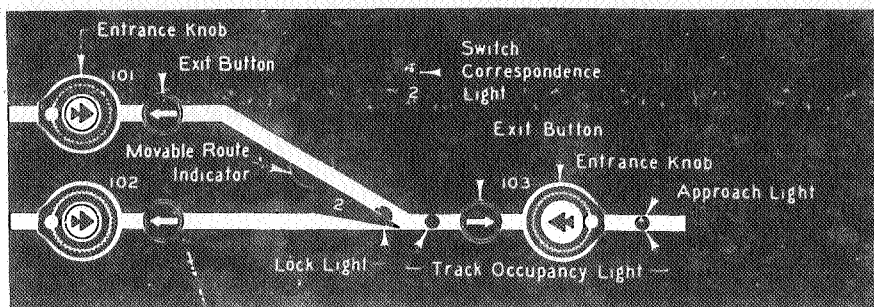 Entrance Knob
101
Exit Button
Switch
Correspondence
2 Light
Exit Button
Movable Route
Indicator
Entrance Knob
102
103
Approach Light
2
Lock Light
Track Occupancy Light